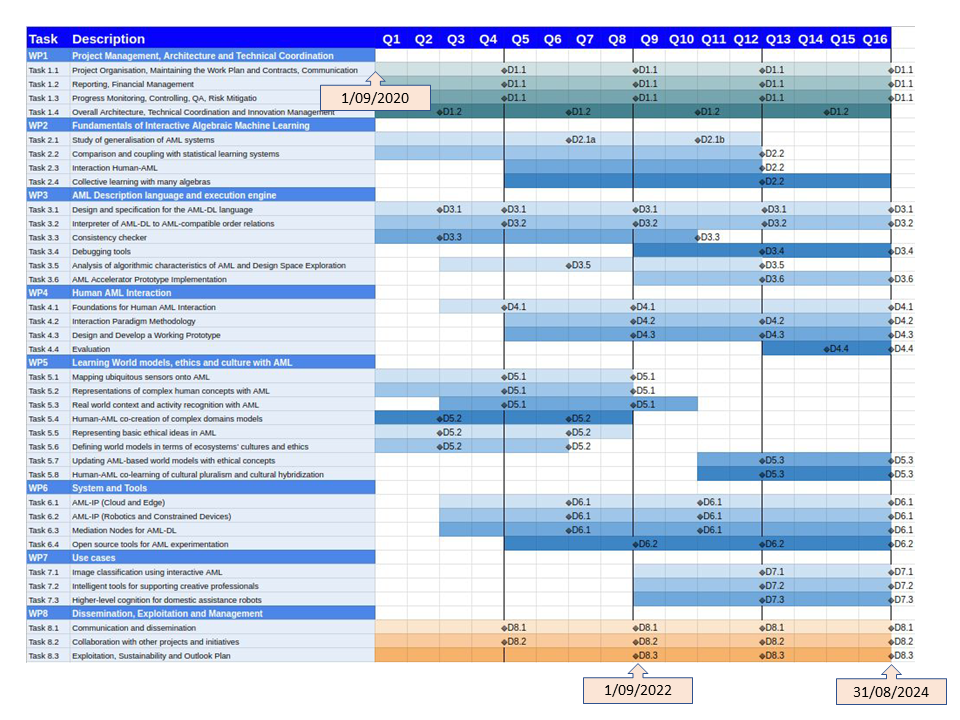 Task Description Q1 Q2 Q3 Q4 Q5 Q6 Q7 Q8 Q9 Q10 Q11 Q12 Q13 Q14 Q15 Q16
WP1 Project Management, Architecture and Technical Coordination
Task 1.1 Project Organisation, Maintaining the Work Plan and Contracts, Communication D1.1 D1.1 D1.1 D1.1
Task 1.2 Reporting, Financial Management D1.1 D1.1 D1.1 D1.1
1/09/2020
Task 1.3 Progress Monitoring, Controlling, QA, Risk Mitigatio D1.1 D1.1 D1.1 D1.1
Task 1.4 Overall Architecture, Technical Coordination and Innovation Management D1.2 D1.2 D1.2 D1.2
WP2 Fundamentals of Interactive Algebraic Machine Learning
Task 2.1 Study of generalisation of AML systems D2.1a D2.1b
Task 2.2 Comparison and coupling with statistical learning systems D2.2
Task 2.3 Interaction Human-AML D2.2
Task 2.4 Collective learning with many algebras D2.2
WP3 AML Description language and execution engine
Task 3.1 Design and specification for the AML-DL language D3.1 D3.1 D3.1 D3.1 D3.1
Task 3.2 Interpreter of AML-DL to AML-compatible order relations D3.2 D3.2 D3.2 D3.2
Task 3.3 Consistency checker D3.3 D3.3
Task 3.4 Debugging tools D3.4 D3.4
Task 3.5 Analysis of algorithmic characteristics of AML and Design Space Exploration D3.5 D3.5
Task 3.6 AML Accelerator Prototype Implementation D3.6 D3.6
WP4 Human AML Interaction
Task 4.1 Foundations for Human AML Interaction D4.1 D4.1 D4.1
Task 4.2 Interaction Paradigm Methodology D4.2 D4.2 D4.2
Task 4.3 Design and Develop a Working Prototype D4.3 D4.3 D4.3
Task 4.4 Evaluation D4.4 D4.4
WP5 Learning World models, ethics and culture with AML
Task 5.1 Mapping ubiquitous sensors onto AML D5.1 D5.1
Task 5.2 Representations of complex human concepts with AML D5.1 D5.1
Task 5.3 Real world context and activity recognition with AML D5.1 D5.1
Task 5.4 Human-AML co-creation of complex domains models D5.2 D5.2
Task 5.5 Representing basic ethical ideas in AML D5.2 D5.2
Task 5.6 Defining world models in terms of ecosystems' cultures and ethics D5.2 D5.2
Task 5.7 Updating AML-based world models with ethical concepts D5.3 D5.3
Task 5.8 Human-AML co-learning of cultural pluralism and cultural hybridization D5.3 D5.3
WP6 System and Tools
Task 6.1 AML-IP (Cloud and Edge) D6.1 D6.1 D6.1
Task 6.2 AML-IP (Robotics and Constrained Devices) D6.1 D6.1 D6.1
Task 6.3 Mediation Nodes for AML-DL D6.1 D6.1 D6.1
Task 6.4 Open source tools for AML experimentation D6.2 D6.2 D6.2
WP7 Use cases
Task 7.1 Image classification using interactive AML D7.1 D7.1
Task 7.2 Intelligent tools for supporting creative professionals D7.2 D7.2
Task 7.3 Higher-level cognition for domestic assistance robots D7.3 D7.3
WP8 Dissemination, Exploitation and Management
Task 8.1 Communication and dissemination D8.1 D8.1 D8.1 D8.1
Task 8.2 Collaboration with other projects and initiatives D8.2 D8.2 D8.2 D8.2
Task 8.3 Exploitation, Sustainability and Outlook Plan D8.3 D8.3 D8.3
1/09/2022 31/08/2024